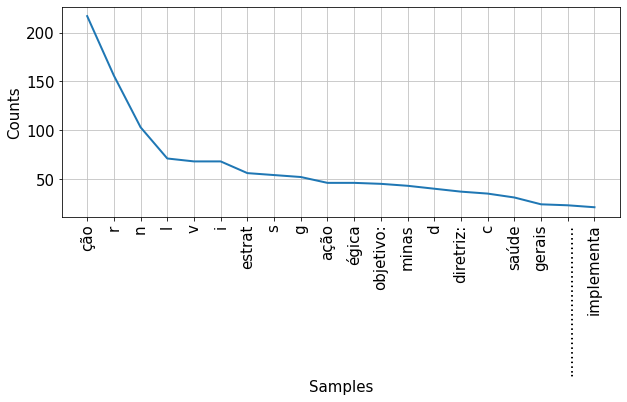 200
150
100
50
Counts
ção
r
n
l
v
i
estrat
s
g
ação
égica
objetivo:
minas
d
diretriz:
c
saúde
gerais
........................................
implementa
Samples